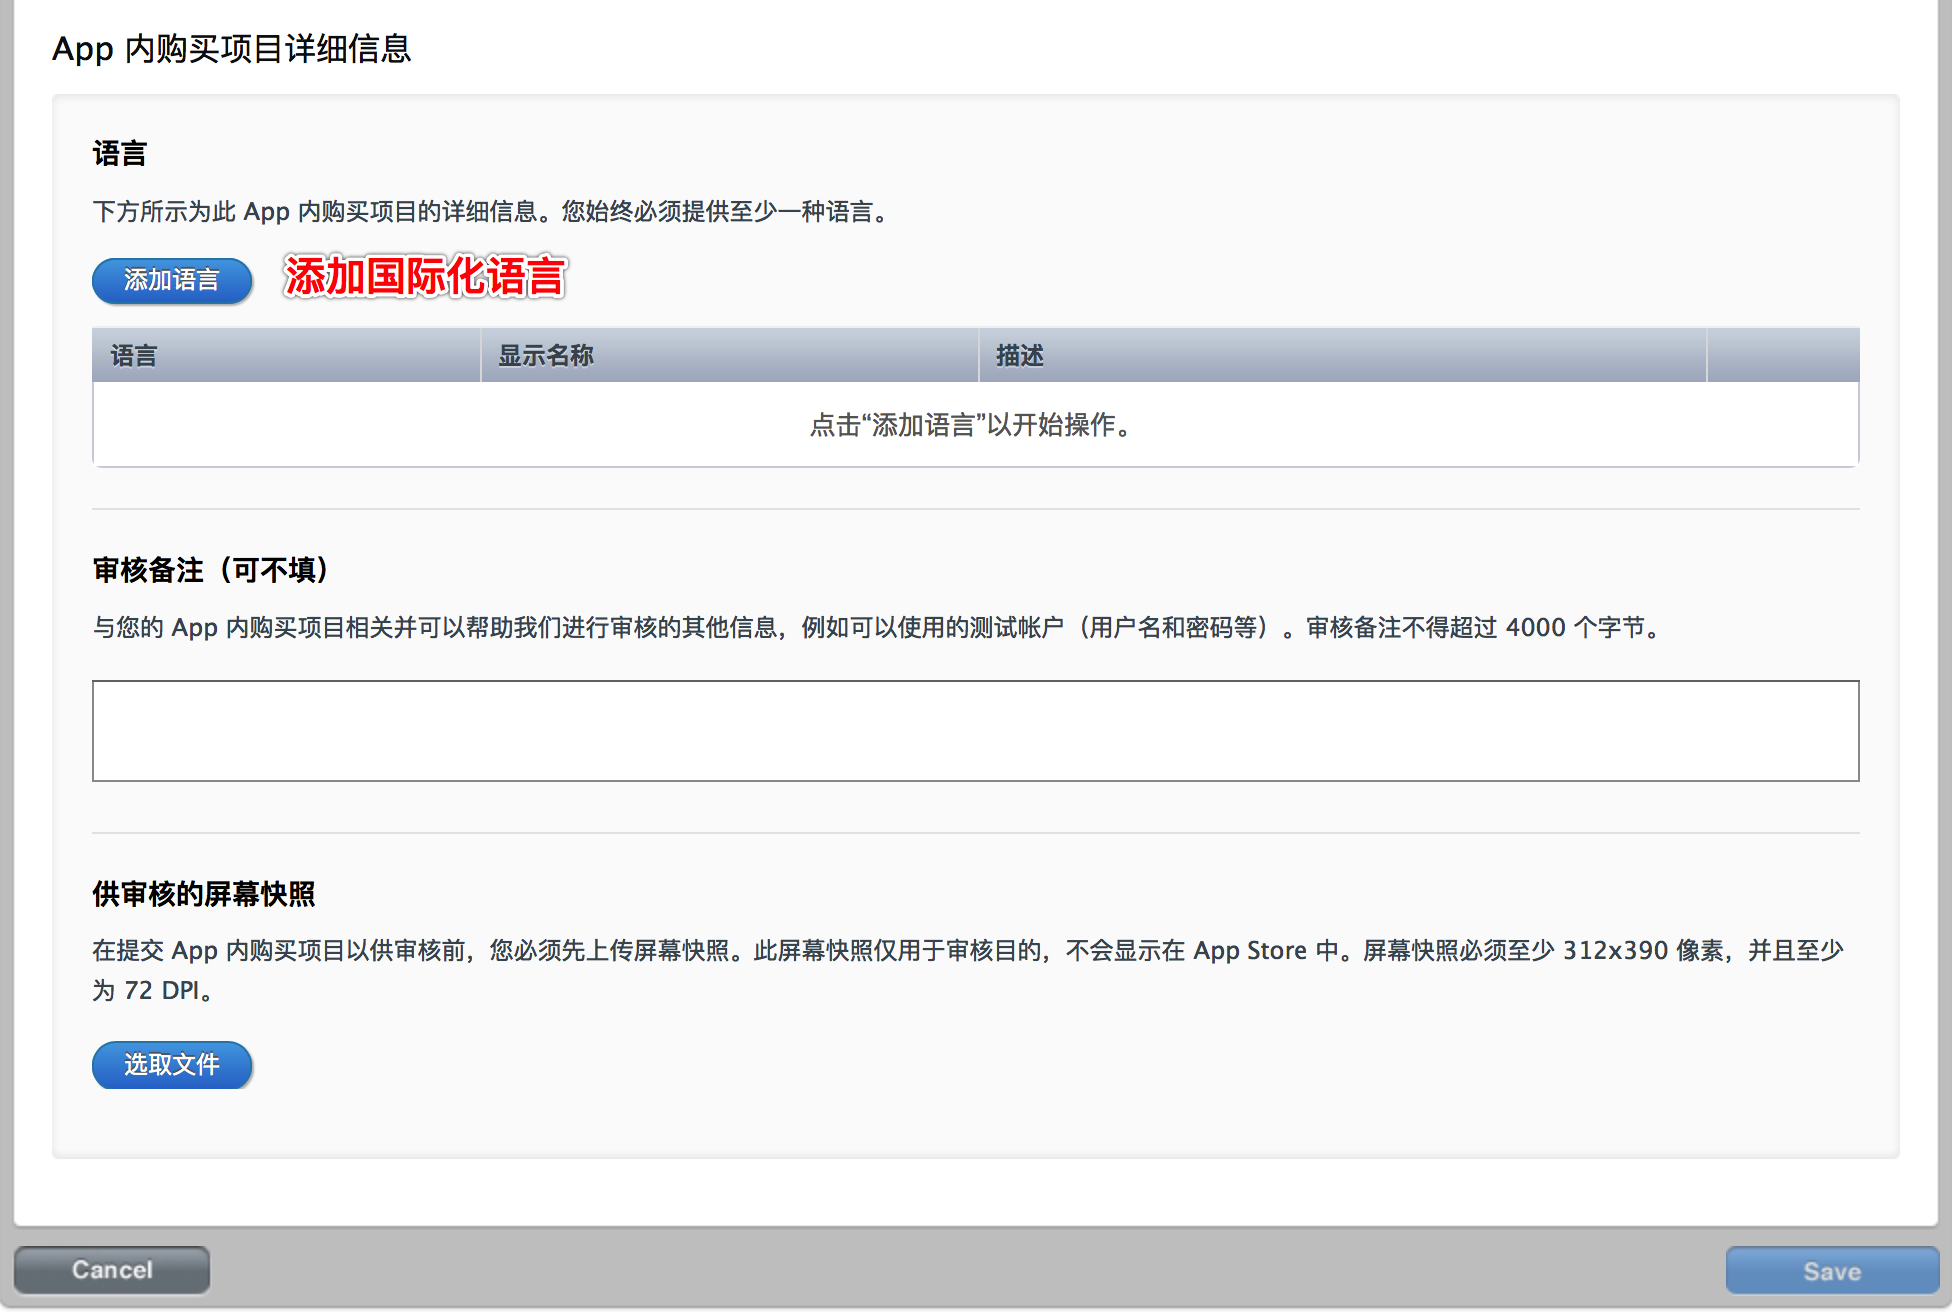 App 内购买项目详细信息
语言
下方所示为此 App 内购买项目的详细信息。您始终必须提供至少一种语言。
添加语言 添加国际化语言
语言 显示名称 描述
点击“添加语言”以开始操作。
审核备注（可不填）
与您的 App 内购买项目相关并可以帮助我们进行审核的其他信息，例如可以使用的测试帐户（用户名和密码等）。审核备注不得超过 4000 个字节。
供审核的屏幕快照
在提交 App 内购买项目以供审核前，您必须先上传屏幕快照。此屏幕快照仅用于审核目的，不会显示在 App Store 中。屏幕快照必须至少 312x390 像素，并且至少
为 72 DPI。
选取文件
Cancel Save